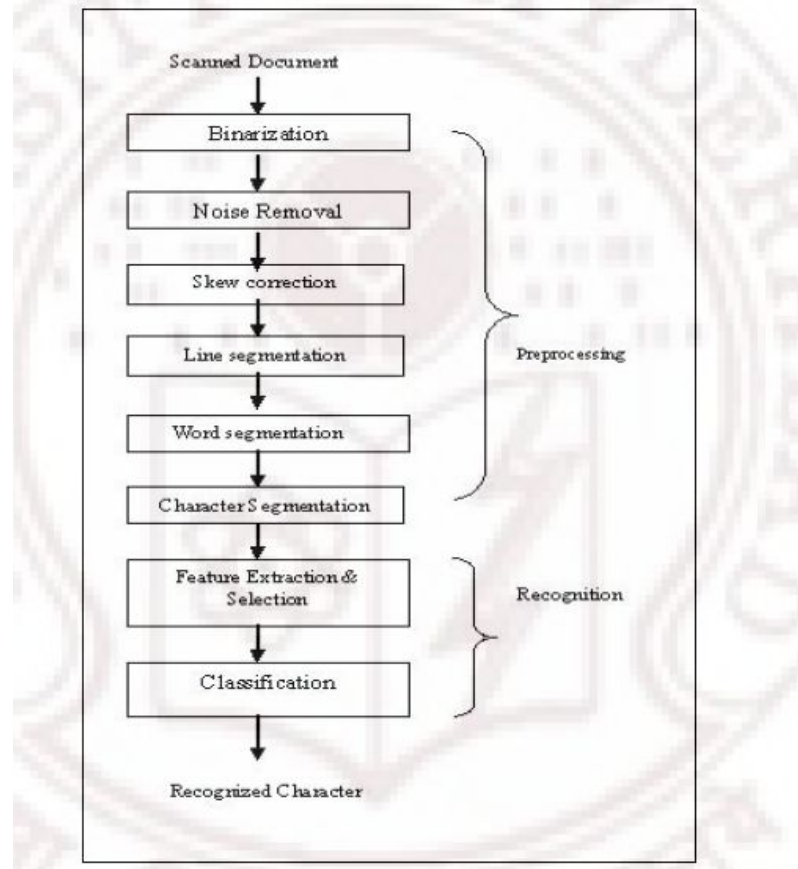 Scanned Document
Binarization
Noise Removal
Skew correction
Line segmentation
Preprocessing
Word segmentation
Character Segmentation
Feature Extraction &
Selection
Recognition
Classification
Recognized Character